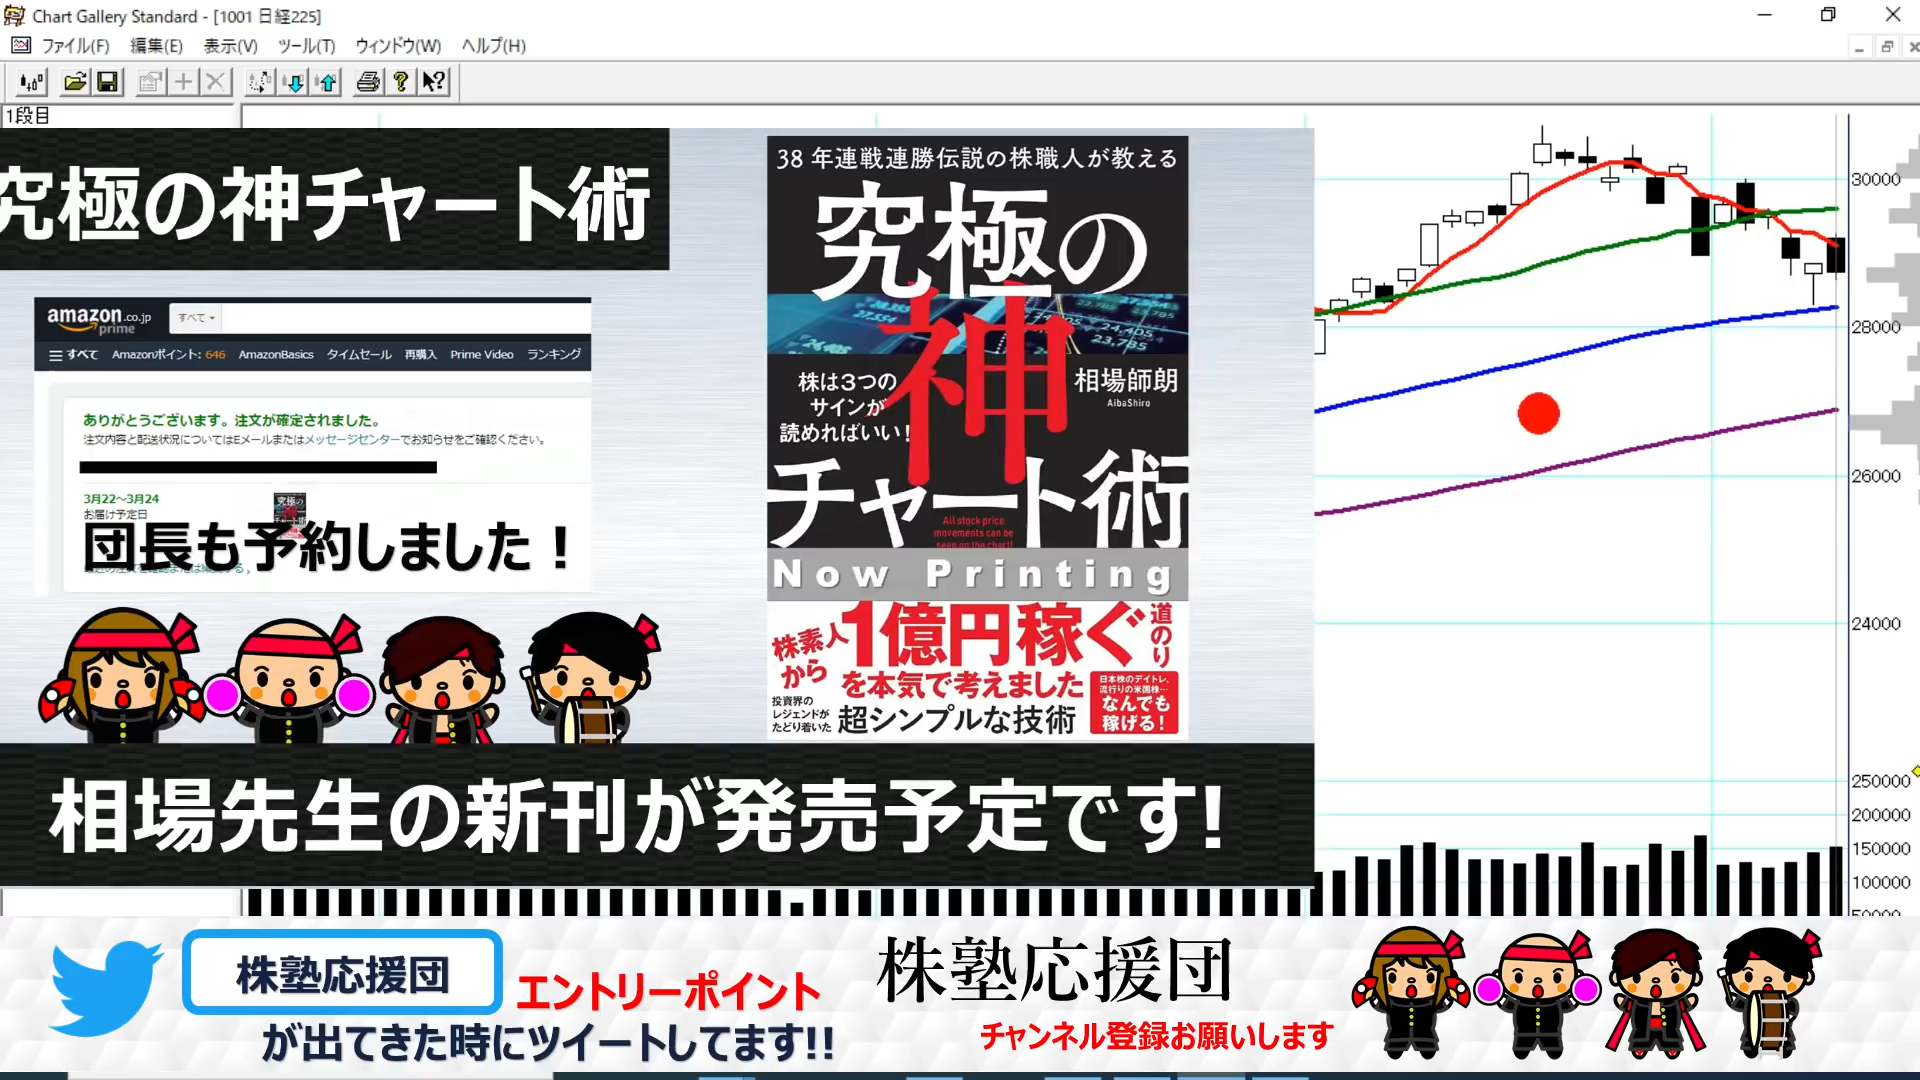 Chart Gallery Standard - [1001 日経225]
ファイル(F) 編集(E) 表示(V) ツール(T) ウィンドウ(W) ヘルプ(H)
1段目
究極の神チャート術
amazon.co.jp
prime
すべて
すべて Amazonポイント: 646 AmazonBasics タイムセール 再購入 Prime Video ランキング
ありがとうございます。注文が確定されました。
注文内容と配送状況についてはEメールまたはメッセージセンターでお知らせをご確認ください。
3月22～3月24
お届け予定日
団長も予約しました！
38年連戦連勝伝説の株職人が教える
究極の
神
チャート術
株は3つの
サインが
読めればいい！
相場師朗
AibaShiro
All stock price
movements can be
seen on the chart!
Now Printing
株素人
から
1億円稼ぐ
道のり
を本気で考えました
投資界の
レジェンドが
たどり着いた
超シンプルな技術
日本株のデイトレ、
流行りの米国株…
なんでも
稼げる！
相場先生の新刊が発売予定です!
30000
28000
26000
24000
250000
200000
150000
100000
50000
株塾応援団
エントリーポイント
が出てきた時にツイートしてます!!
株塾応援団
チャンネル登録お願いします